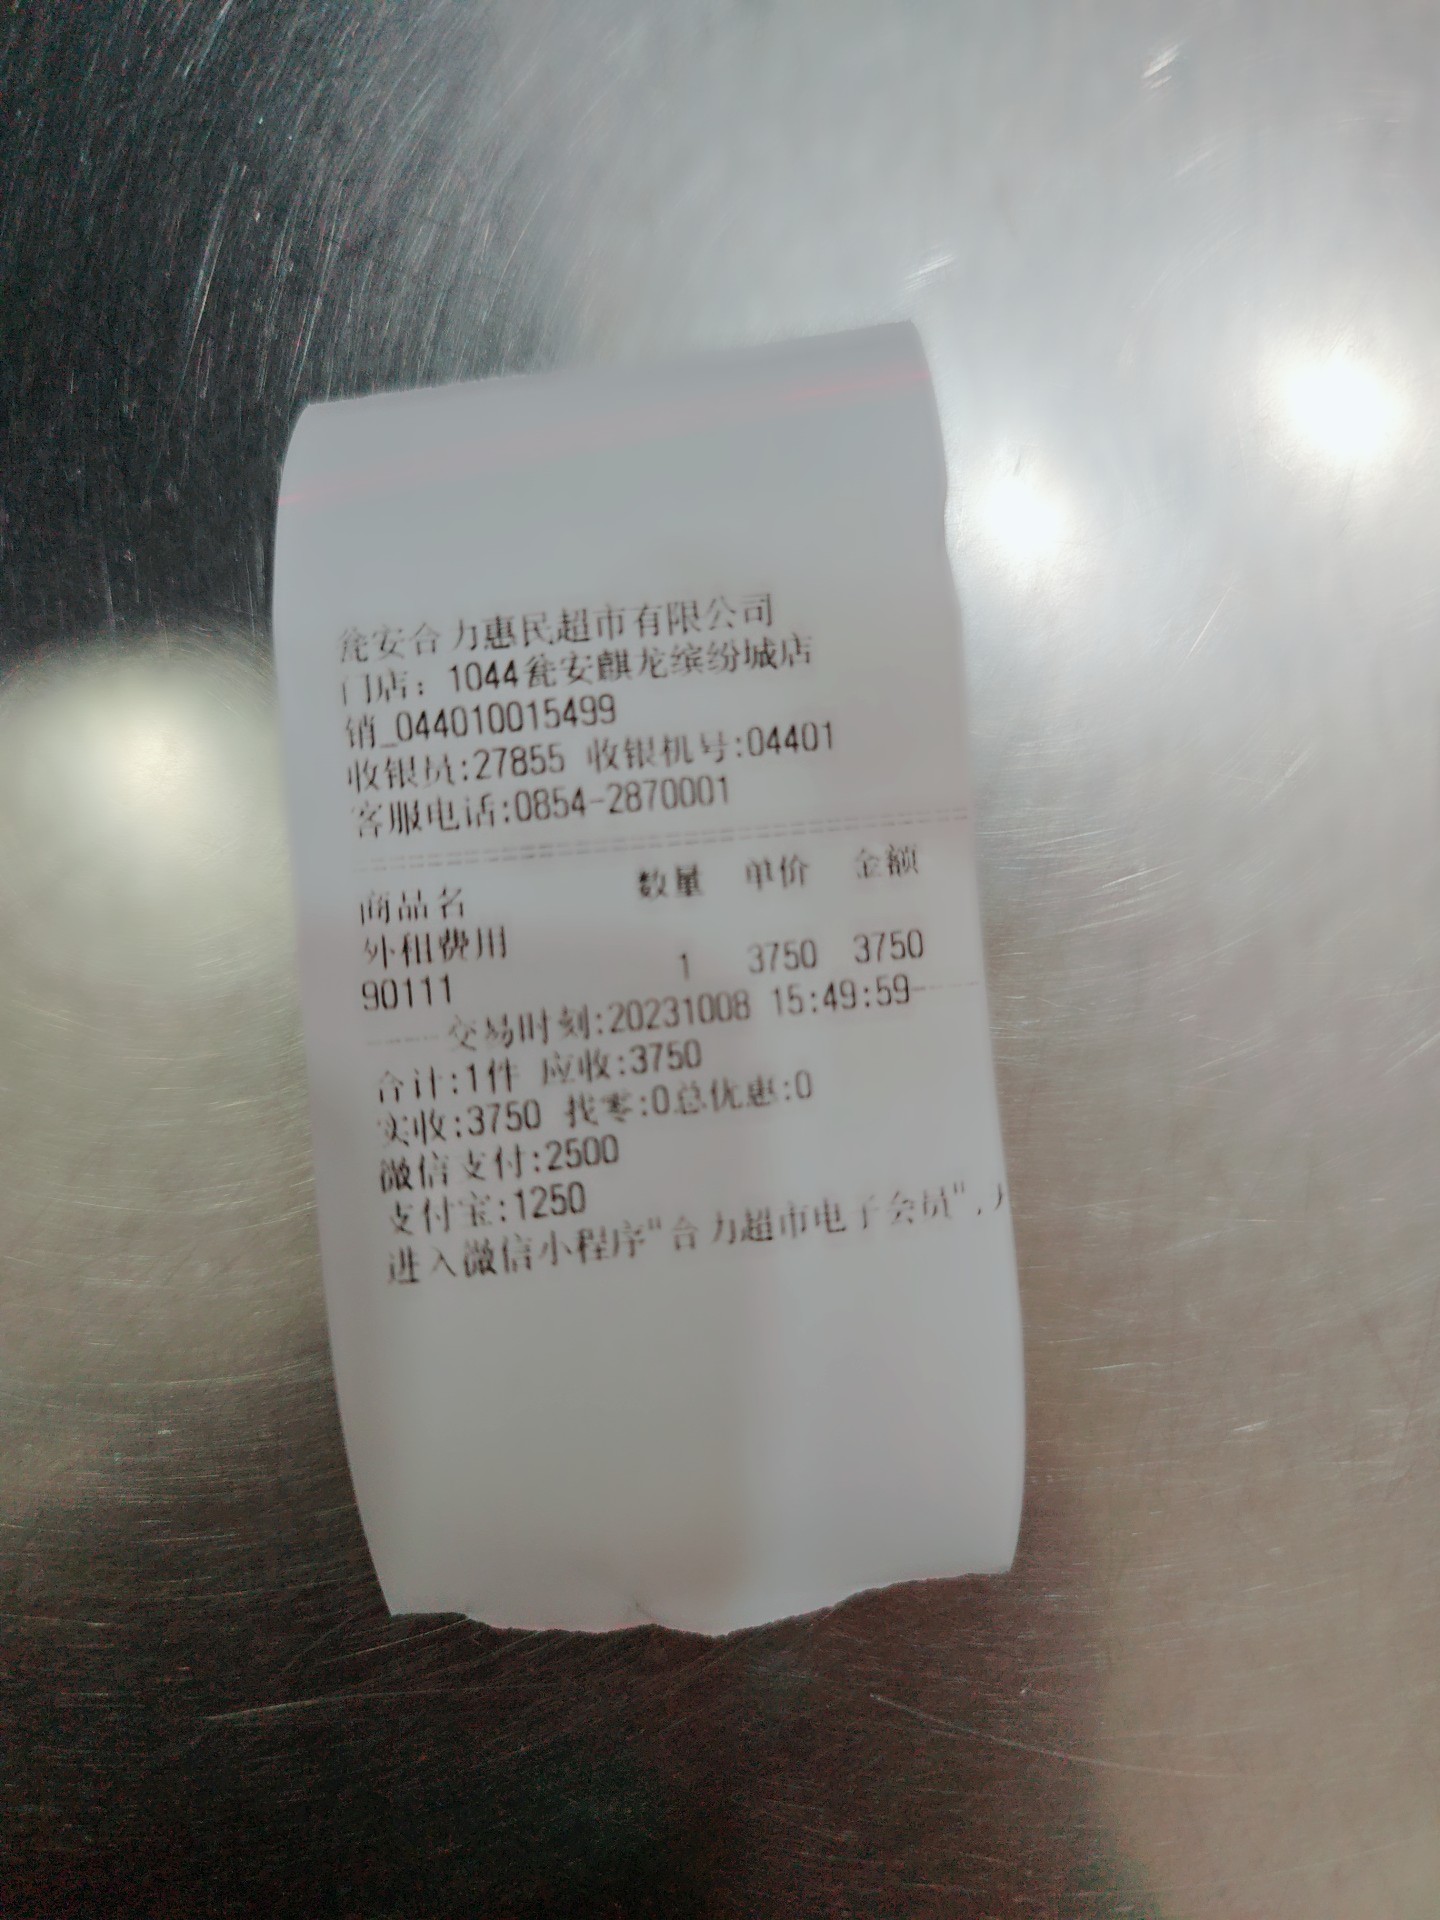 瓮安合力惠民超市有限公司
门店：1044瓮安麒龙缤纷城店
销_044010015499
收银员:27855 收银机号:04401
客服电话:0854-2870001
商品名 数量 单价 金额
外租费用
90111 1 3750 3750
交易时刻:20231008 15:49:59
合计:1件 应收:3750
实收:3750 找零:0总优惠:0
微信支付:2500
支付宝:1250
进入微信小程序"合力超市电子会员",